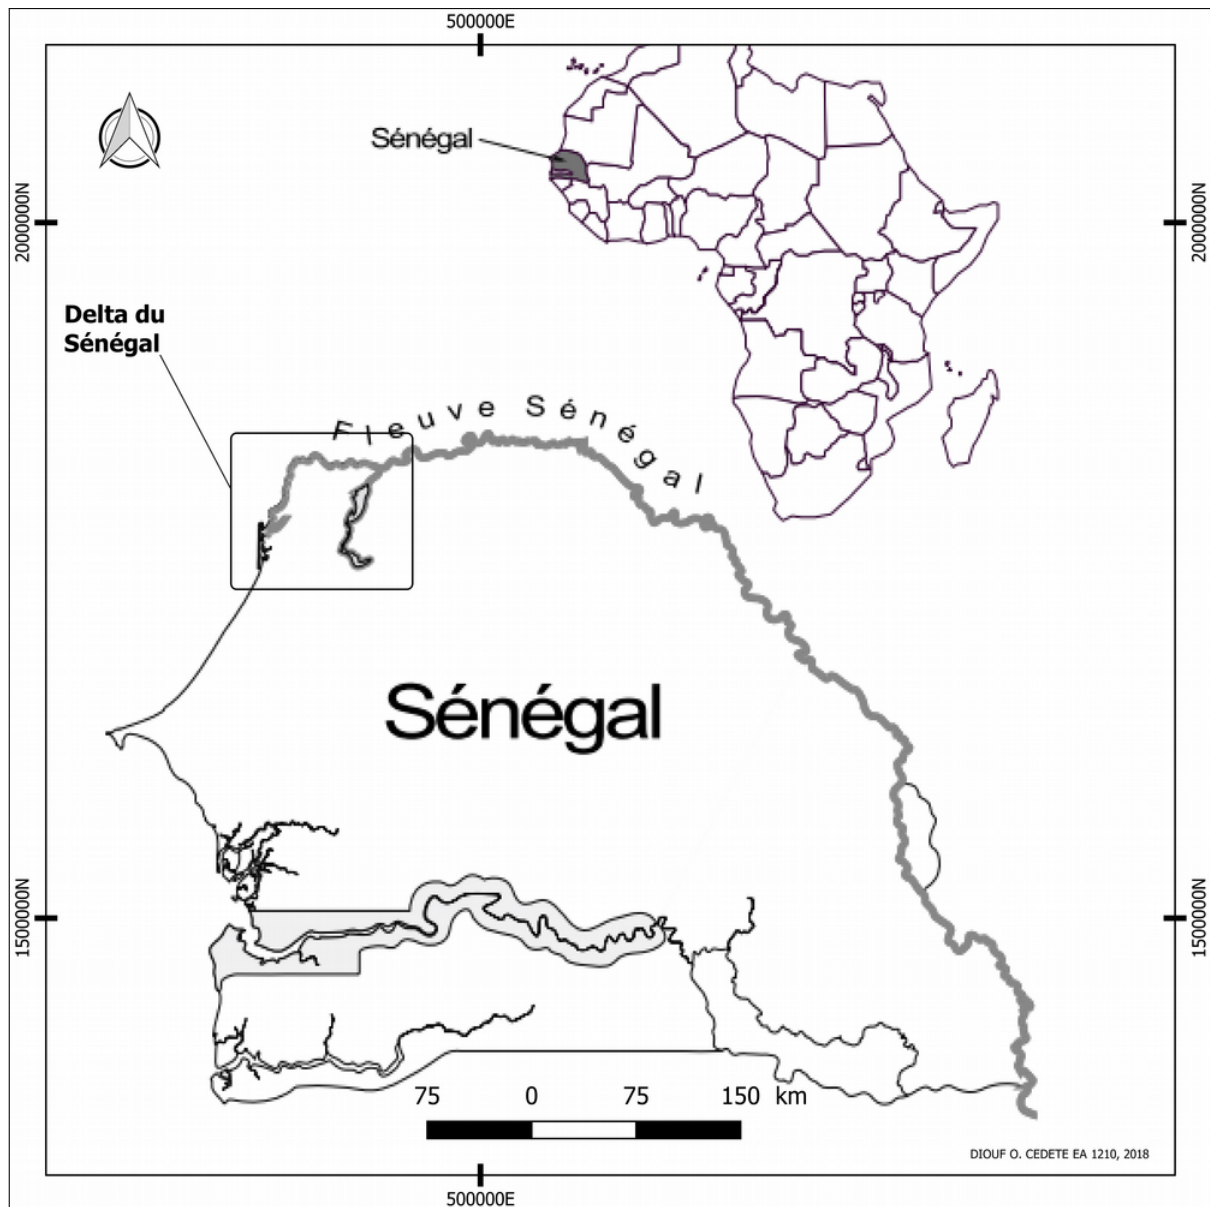 500000E
Sénégal
2000000N
2000000N
Delta du
Sénégal
Fleuve Sénégal
Sénégal
1500000N
1500000N
75 0 75 150 km
DIOUF O. CEDETE EA 1210, 2018
500000E